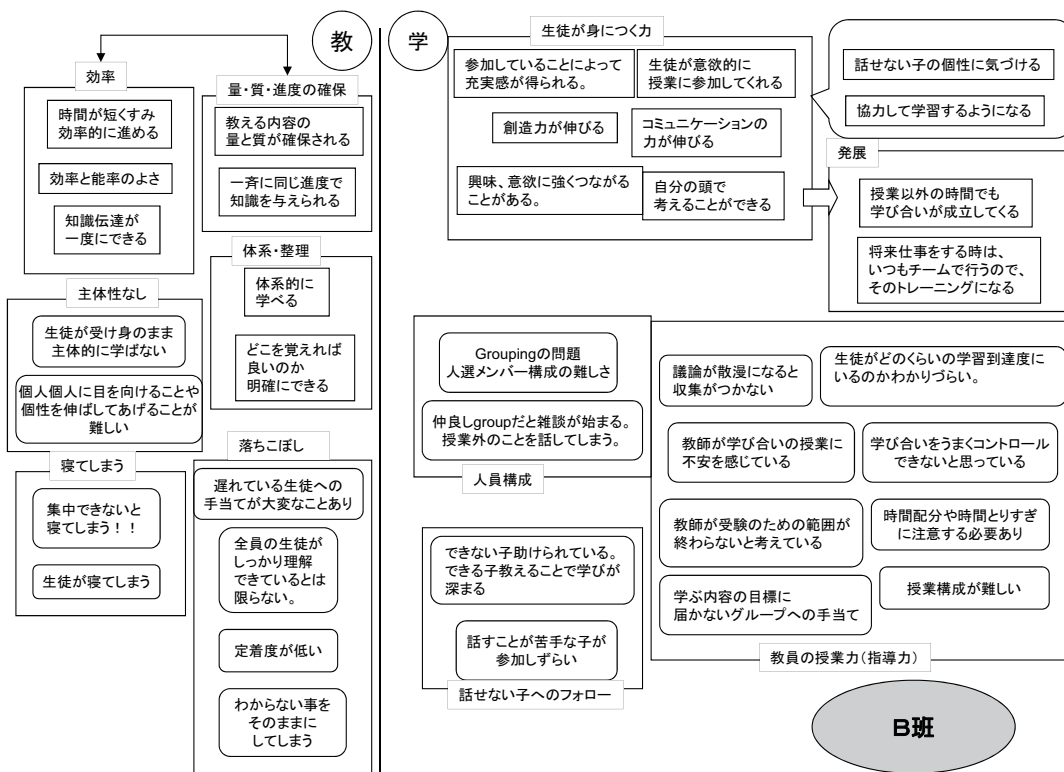 教
効率
時間が短くすみ
効率的に進める
効率と能率のよさ
知識伝達が
一度にできる
量・質・進度の確保
教える内容の
量と質が確保される
一斉に同じ進度で
知識を与えられる
体系・整理
体系的に
学べる
どこを覚えれば
良いのか
明確にできる
主体性なし
生徒が受け身のまま
主体的に学ばない
個人個人に目を向けることや
個性を伸ばしてあげることが
難しい
寝てしまう
集中できないと
寝てしまう！！
生徒が寝てしまう
落ちこぼし
遅れている生徒への
手当てが大変なことあり
全員の生徒が
しっかり理解
できているとは
限らない。
定着度が低い
わからない事を
そのままに
してしまう
学
生徒が身につく力
参加していることによって
充実感が得られる。
生徒が意欲的に
授業に参加してくれる
創造力が伸びる
コミュニケーションの
力が伸びる
興味、意欲に強くつながる
ことがある。
自分の頭で
考えることができる
話せない子の個性に気づける
協力して学習するようになる
発展
授業以外の時間でも
学び合いが成立してくる
将来仕事をする時は、
いつもチームで行うので、
そのトレーニングになる
Groupingの問題
人選メンバー構成の難しさ
仲良しgroupだと雑談が始まる。
授業外のことを話してしまう。
人員構成
できない子助けられている。
できる子教えることで学びが
深まる
話すことが苦手な子が
参加しずらい
話せない子へのフォロー
議論が散漫になると
収集がつかない
生徒がどのくらいの学習到達度に
いるのかわかりづらい。
教師が学び合いの授業に
不安を感じている
学び合いをうまくコントロール
できないと思っている
教師が受験のための範囲が
終わらないと考えている
時間配分や時間とりすぎ
に注意する必要あり
学ぶ内容の目標に
届かないグループへの手当て
授業構成が難しい
教員の授業力（指導力）
B班